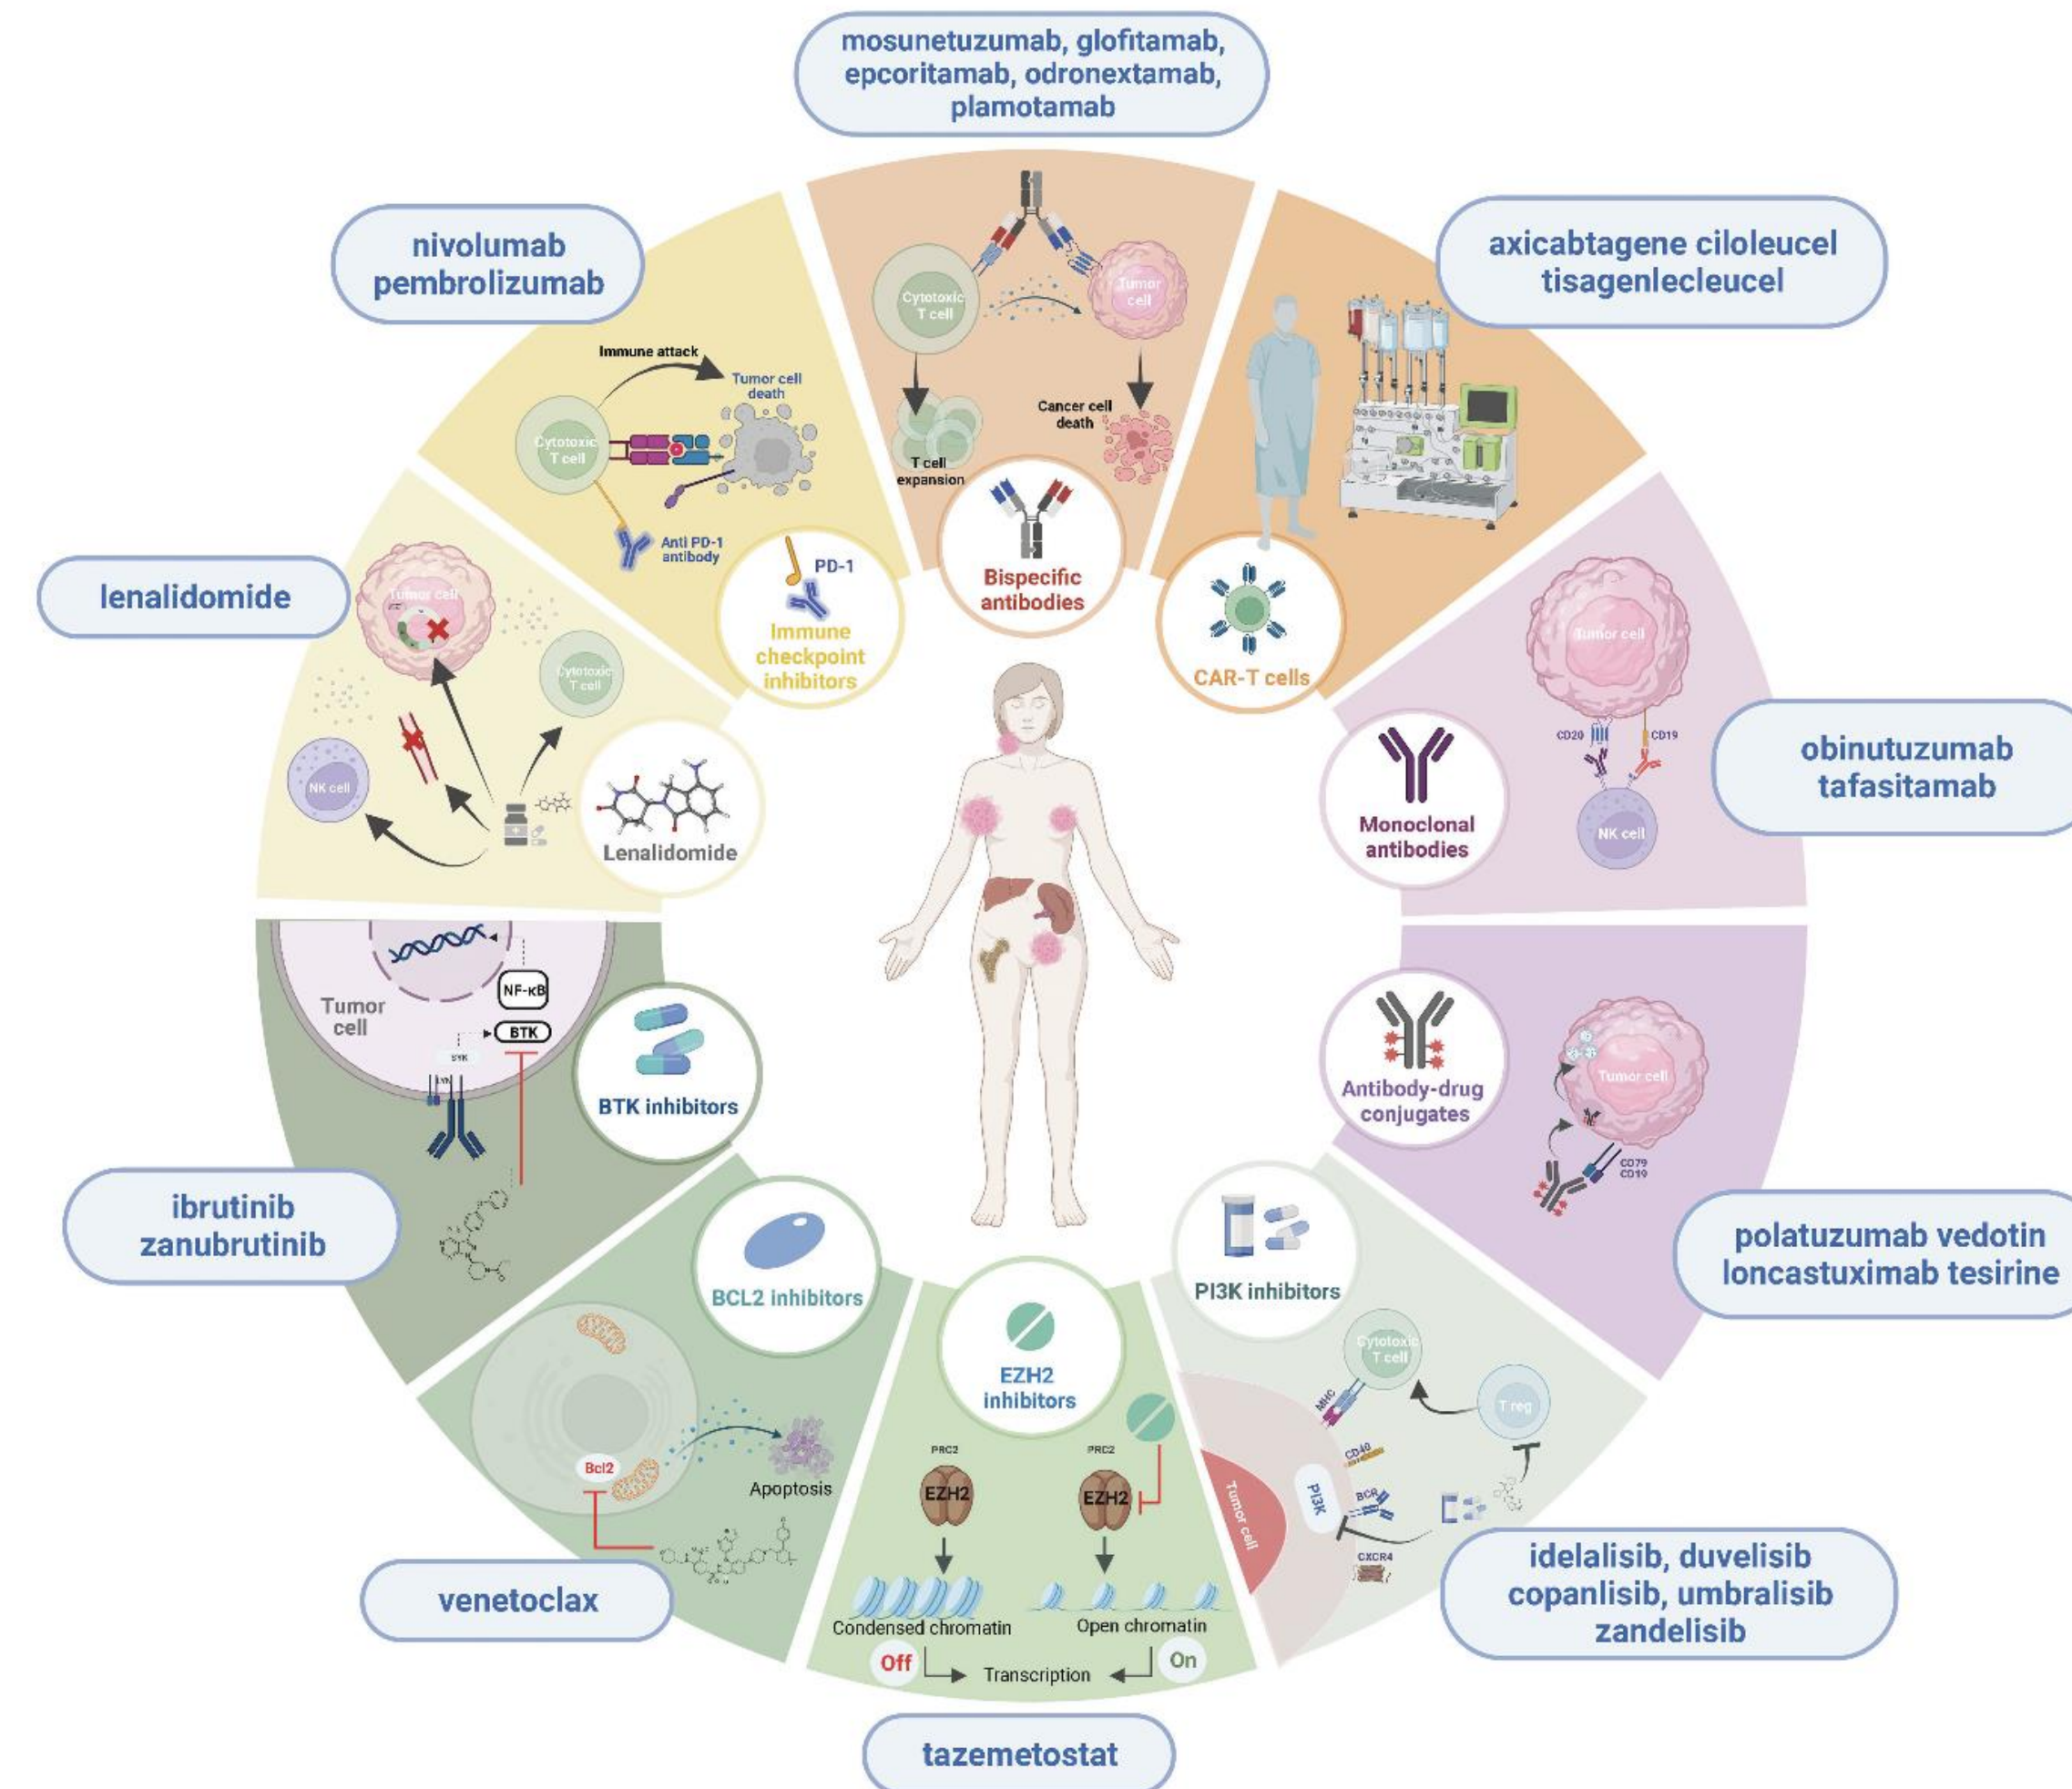 mosunetuzumab, glofitamab,
epcoritamab, odronextamab,
plamotamab
Cytotoxic
T cell
Tumor
cell
T cell
expansion
Cancer cell
death
Bispecific
antibodies
axicabtagene ciloleucel
tisagenlecleucel
CAR-T cells
Tumor cell
CD20
CD19
NK cell
Monoclonal
antibodies
obinutuzumab
tafasitamab
Antibody-drug
conjugates
Tumor cell
CD79
CD19
polatuzumab vedotin
loncastuximab tesirine
PI3K inhibitors
Cytotoxic
T cell
MHC
T reg
CD40
PI3K
BCR
CXCR4
Tumor cell
idelalisib, duvelisib
copanlisib, umbralisib
zandelisib
EZH2
inhibitors
PRC2
EZH2
PRC2
EZH2
Condensed chromatin
Open chromatin
Off
Transcription
On
tazemetostat
BCL2 inhibitors
Bcl2
Apoptosis
venetoclax
BTK inhibitors
NF-κB
Tumor
cell
BTK
SYK
LYN
ibrutinib
zanubrutinib
Lenalidomide
Tumor cell
Cytotoxic
T cell
NK cell
lenalidomide
nivolumab
pembrolizumab
Immune attack
Tumor cell
death
Cytotoxic
T cell
Anti PD-1
antibody
PD-1
Immune
checkpoint
inhibitors